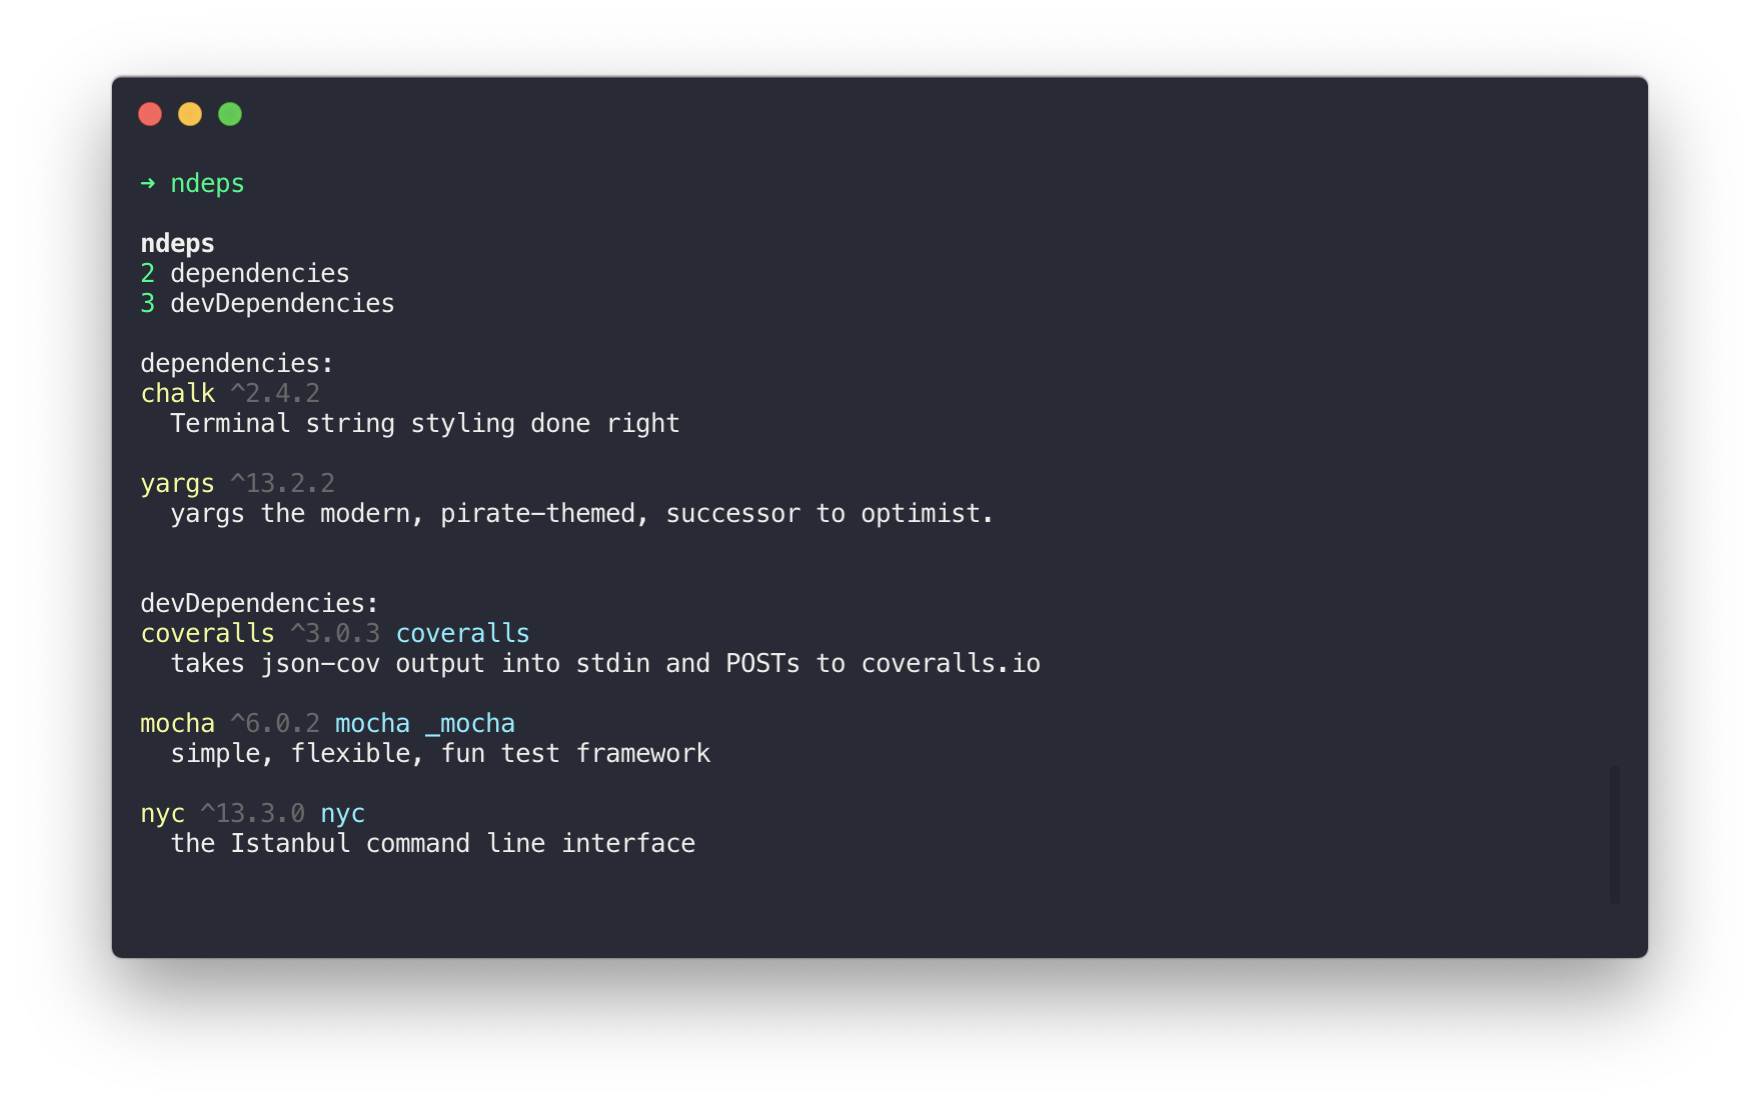 ➜ ndeps
ndeps
2 dependencies
3 devDependencies
dependencies:
chalk ^2.4.2
Terminal string styling done right
yargs ^13.2.2
yargs the modern, pirate-themed, successor to optimist.
devDependencies:
coveralls ^3.0.3 coveralls
takes json-cov output into stdin and POSTs to coveralls.io
mocha ^6.0.2 mocha _mocha
simple, flexible, fun test framework
nyc ^13.3.0 nyc
the Istanbul command line interface